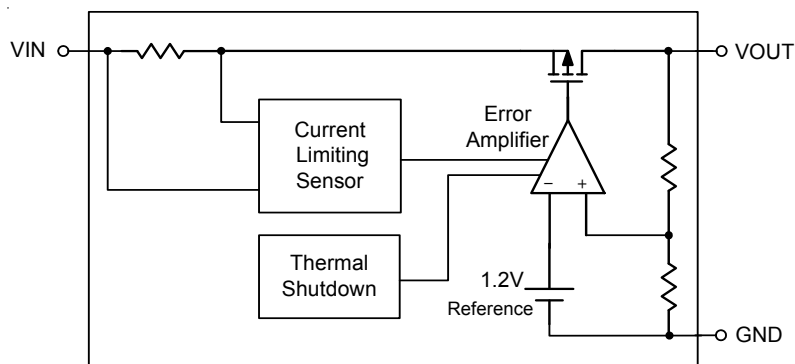 VIN
VOUT
Error
Amplifier
Current
Limiting
Sensor
− +
Thermal
Shutdown
1.2V
Reference
GND